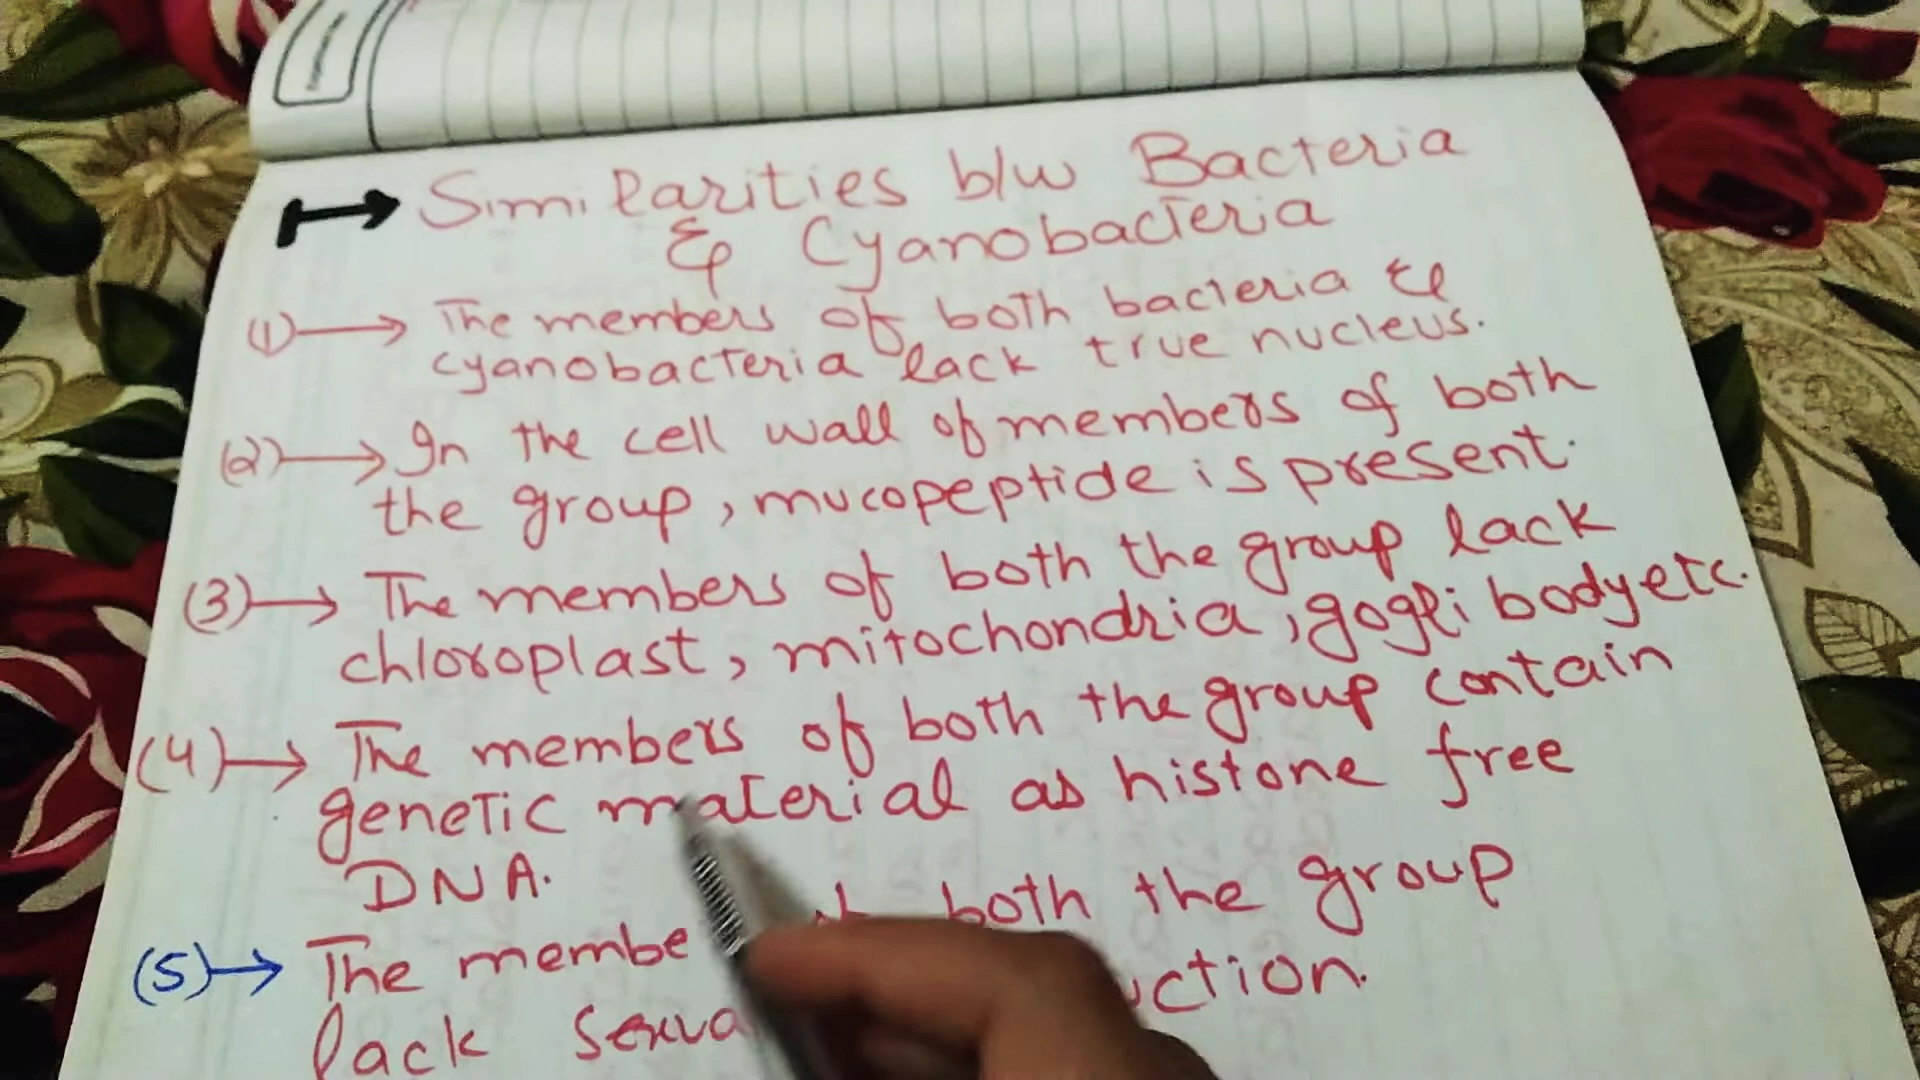 Similarities b/w Bacteria
& Cyanobacteria
(1)→ The members of both bacteria &
cyanobacteria lack true nucleus.
(2)→ In the cell wall of members of both
the group, mucopeptide is present.
(3)→ The members of both the group lack
chloroplast, mitochondria, gogli body etc.
(4)→ The members of both the group contain
genetic material as histone free
DNA.
(5)→ The membe both the group
lack sexua uction.